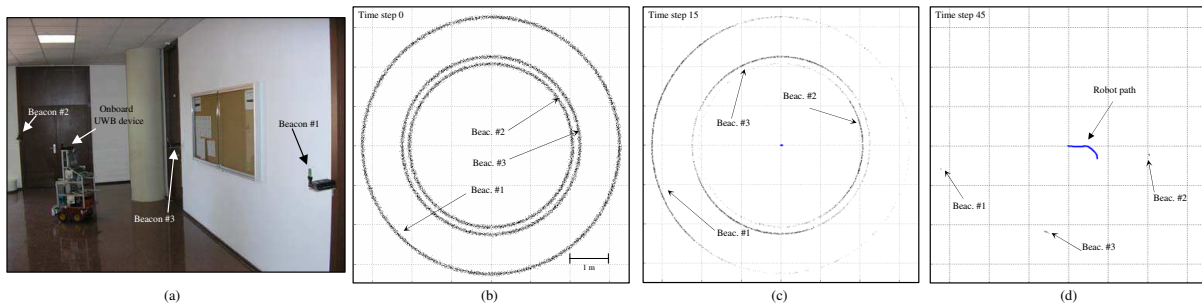 Beacon #2
Onboard
UWB device
Beacon #1
Beacon #3
(a)
Time step 0
Beac. #2
Beac. #3
Beac. #1
1 m
(b)
Time step 15
Beac. #2
Beac. #3
Beac. #1
(c)
Time step 45
Robot path
Beac. #1
Beac. #2
Beac. #3
(d)